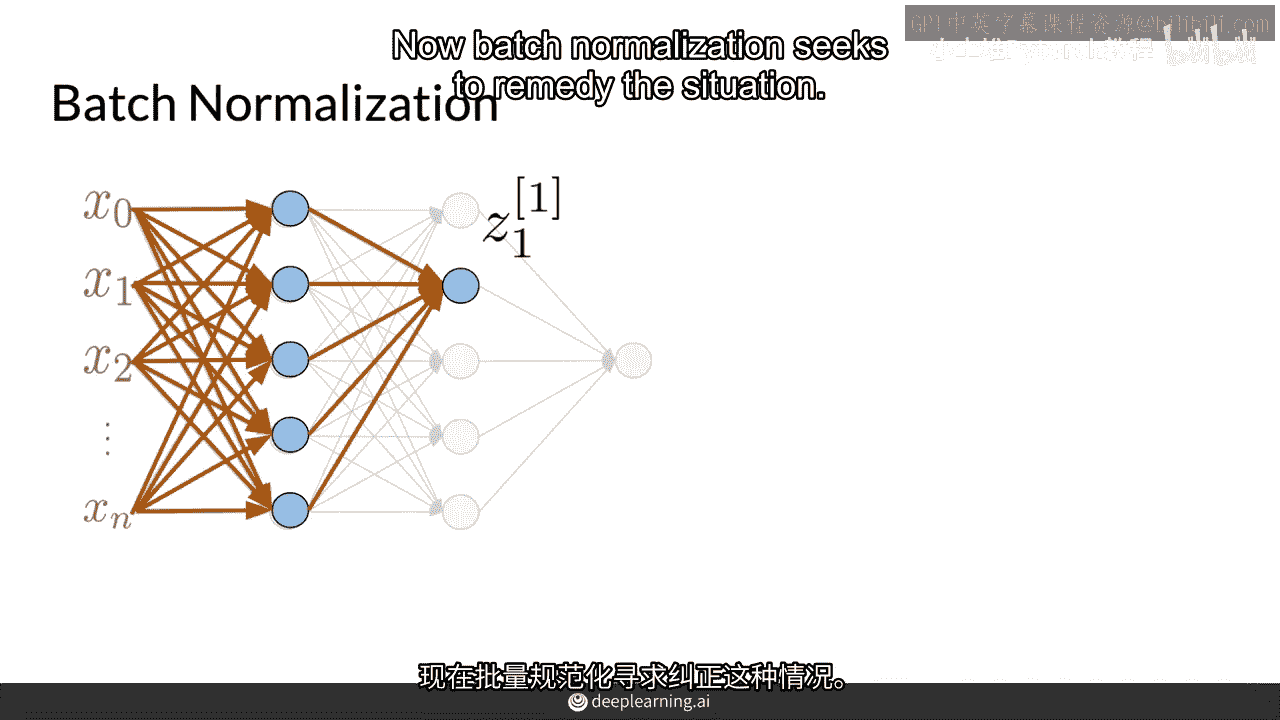 GPT中英字幕课程资源@bilibili.com
Now batch normalization seeks
to remedy the situation.
bilibili
Batch Normalization
z_1^{[1]}
x_0
x_1
x_2
⋮
x_n
现在批量规范化寻求纠正这种情况。
deeplearning.ai